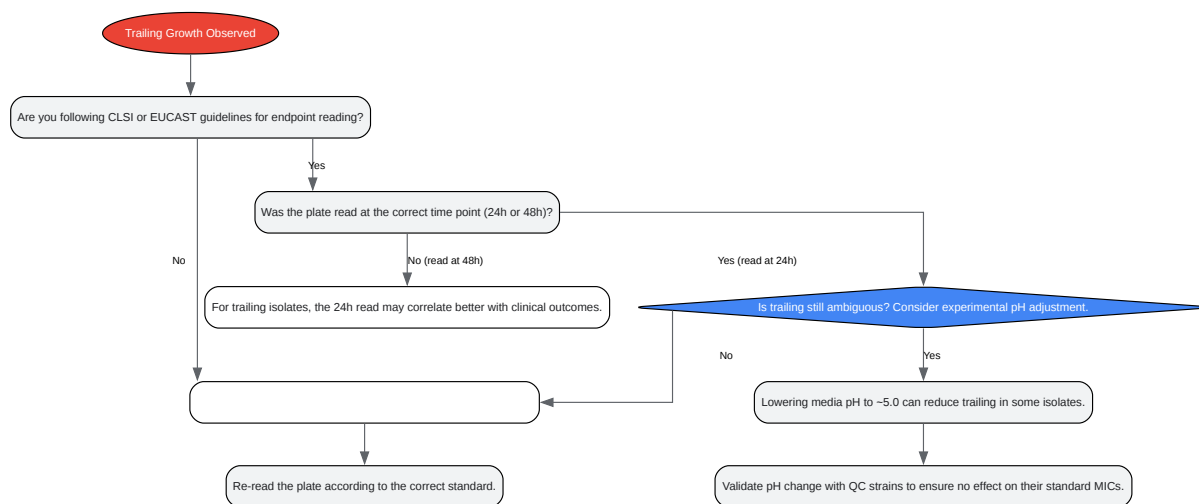 Trailing Growth Observed
Are you following CLSI or EUCAST guidelines for endpoint reading?
Yes
Was the plate read at the correct time point (24h or 48h)?
No
No (read at 48h)
Yes (read at 24h)
For trailing isolates, the 24h read may correlate better with clinical outcomes.
Is trailing still ambiguous? Consider experimental pH adjustment.
No
Yes
Lowering media pH to ~5.0 can reduce trailing in some isolates.
Re-read the plate according to the correct standard.
Validate pH change with QC strains to ensure no effect on their standard MICs.